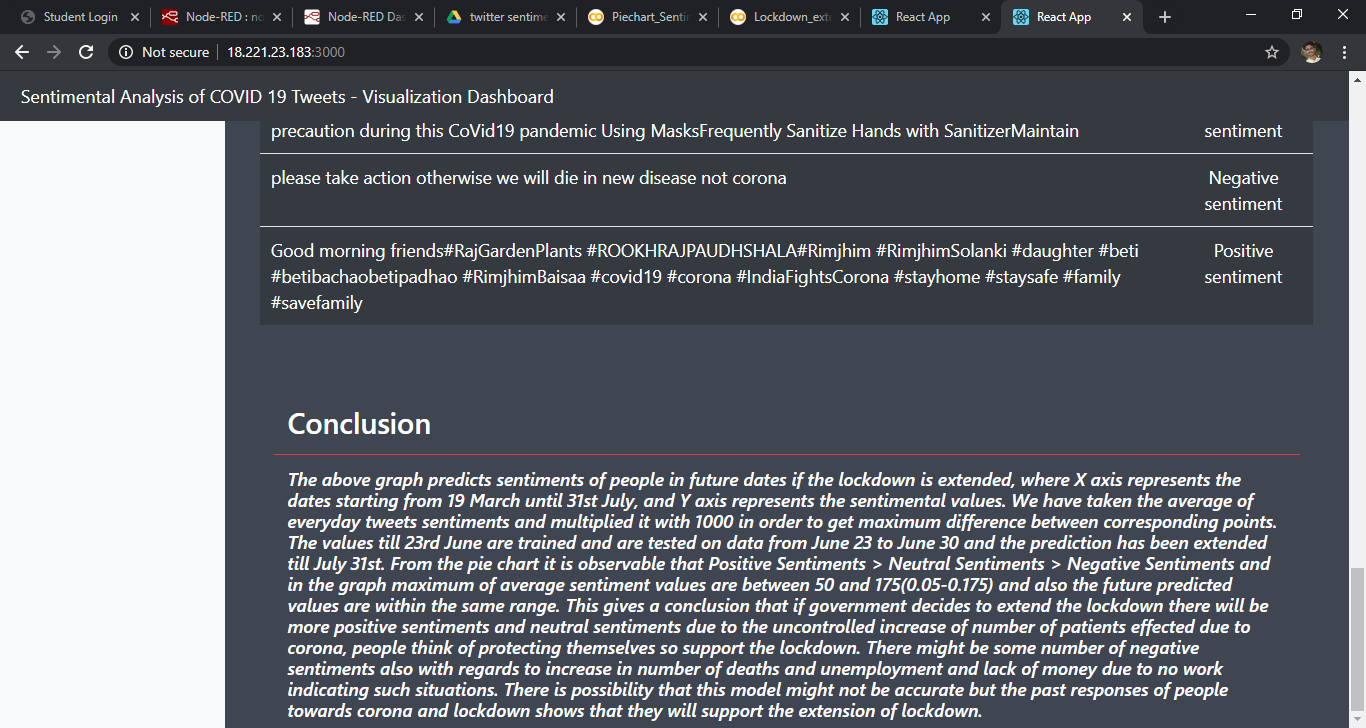 Student Login
Node-RED : no
Node-RED Das
twitter sentime
Piechart_Senti
Lockdown_exte
React App
React App
Not secure
18.221.23.183:3000
Sentimental Analysis of COVID 19 Tweets - Visualization Dashboard
precaution during this CoVid19 pandemic Using MasksFrequently Sanitize Hands with SanitizerMaintain
sentiment
please take action otherwise we will die in new disease not corona
Negative
sentiment
Good morning friends#RajGardenPlants #ROOKHRAJPAUDHSHALA#Rimjhim #RimjhimSolanki #daughter #beti
#betibachaobetipadhao #RimjhimBaisaa #covid19 #corona #IndiaFightsCorona #stayhome #staysafe #family
#savefamily
Positive
sentiment
Conclusion
The above graph predicts sentiments of people in future dates if the lockdown is extended, where X axis represents the
dates starting from 19 March until 31st July, and Y axis represents the sentimental values. We have taken the average of
everyday tweets sentiments and multiplied it with 1000 in order to get maximum difference between corresponding points.
The values till 23rd June are trained and are tested on data from June 23 to June 30 and the prediction has been extended
till July 31st. From the pie chart it is observable that Positive Sentiments > Neutral Sentiments > Negative Sentiments and
in the graph maximum of average sentiment values are between 50 and 175(0.05-0.175) and also the future predicted
values are within the same range. This gives a conclusion that if government decides to extend the lockdown there will be
more positive sentiments and neutral sentiments due to the uncontrolled increase of number of patients effected due to
corona, people think of protecting themselves so support the lockdown. There might be some number of negative
sentiments also with regards to increase in number of deaths and unemployment and lack of money due to no work
indicating such situations. There is possibility that this model might not be accurate but the past responses of people
towards corona and lockdown shows that they will support the extension of lockdown.